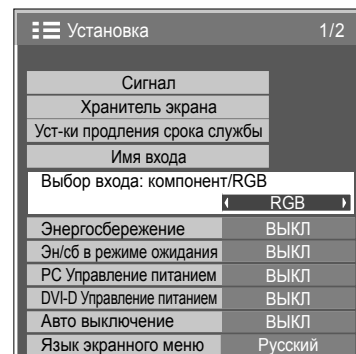 Установка 1/2
Сигнал
Хранитель экрана
Уст-ки продления срока службы
Имя входа
Выбор входа: компонент/RGB
RGB
Энергосбережение ВЫКЛ
Эн/сб в режиме ожидания ВЫКЛ
PC Управление питанием ВЫКЛ
DVI-D Управление питанием ВЫКЛ
Авто выключение ВЫКЛ
Язык экранного меню Русский